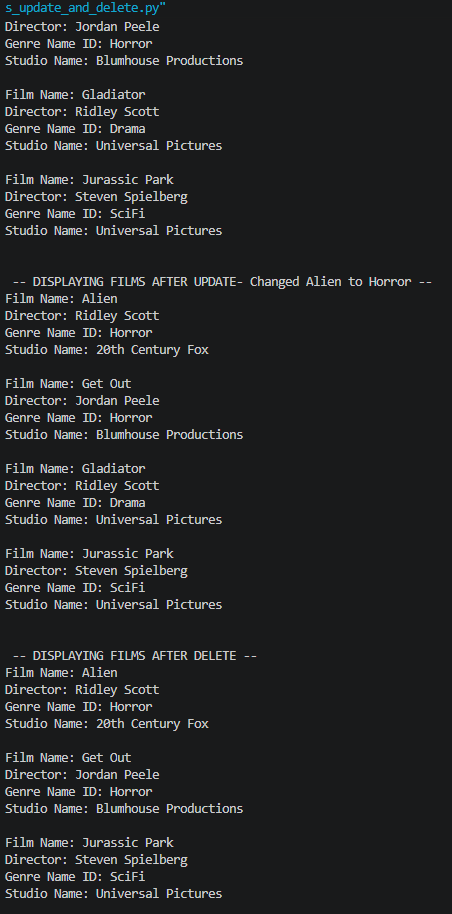 s_update_and_delete.py"
Director: Jordan Peele
Genre Name ID: Horror
Studio Name: Blumhouse Productions

Film Name: Gladiator
Director: Ridley Scott
Genre Name ID: Drama
Studio Name: Universal Pictures

Film Name: Jurassic Park
Director: Steven Spielberg
Genre Name ID: SciFi
Studio Name: Universal Pictures

-- DISPLAYING FILMS AFTER UPDATE- Changed Alien to Horror --
Film Name: Alien
Director: Ridley Scott
Genre Name ID: Horror
Studio Name: 20th Century Fox

Film Name: Get Out
Director: Jordan Peele
Genre Name ID: Horror
Studio Name: Blumhouse Productions

Film Name: Gladiator
Director: Ridley Scott
Genre Name ID: Drama
Studio Name: Universal Pictures

Film Name: Jurassic Park
Director: Steven Spielberg
Genre Name ID: SciFi
Studio Name: Universal Pictures

-- DISPLAYING FILMS AFTER DELETE --
Film Name: Alien
Director: Ridley Scott
Genre Name ID: Horror
Studio Name: 20th Century Fox

Film Name: Get Out
Director: Jordan Peele
Genre Name ID: Horror
Studio Name: Blumhouse Productions

Film Name: Jurassic Park
Director: Steven Spielberg
Genre Name ID: SciFi
Studio Name: Universal Pictures